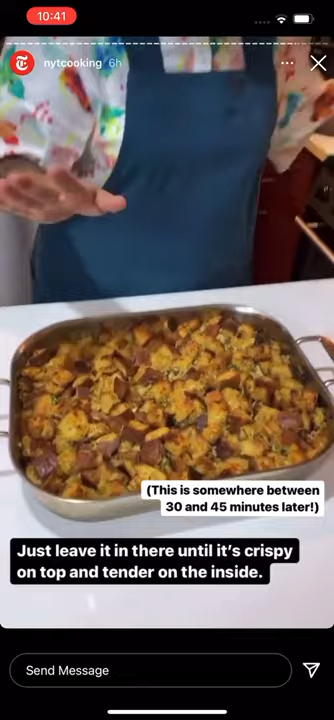 10:41
nytcooking 6h
(This is somewhere between
30 and 45 minutes later!)
Just leave it in there until it's crispy
on top and tender on the inside.
Send Message